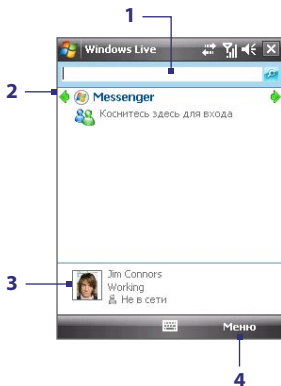 1
Windows Live
2
Messenger
Коснитесь здесь для входа
3
Jim Connors
Working
Не в сети
Меню
4